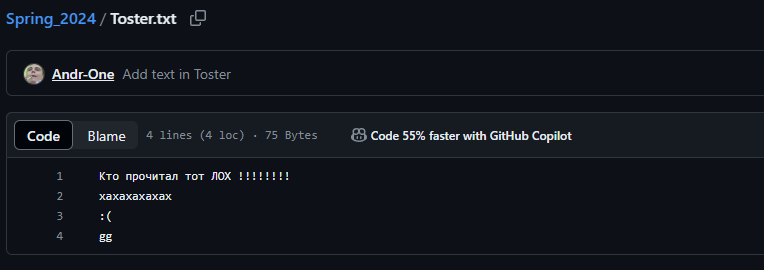 Spring_2024 / Toster.txt
Andr-One Add text in Toster
Code Blame 4 lines (4 loc) · 75 Bytes Code 55% faster with GitHub Copilot
1 Кто прочитал тот ЛОХ !!!!!!!!
2 хахахахахах
3 :(
4 gg